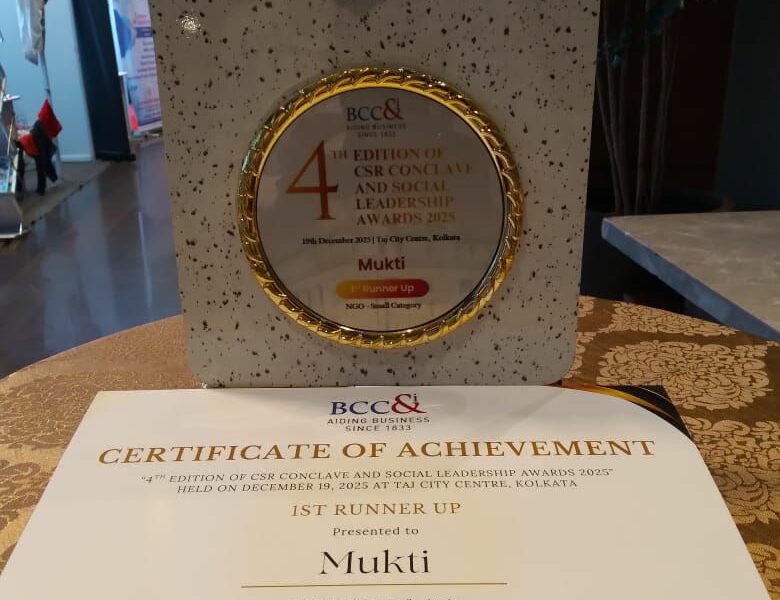 BCC&i
AIDING BUSINESS
SINCE 1833
4TH EDITION OF
CSR CONCLAVE
AND SOCIAL
LEADERSHIP
AWARDS 2025
19th December 2025 | Taj City Centre, Kolkata
Mukti
1st Runner Up
NGO - Small Category
BCC&i
AIDING BUSINESS
SINCE 1833
CERTIFICATE OF ACHIEVEMENT
"4TH EDITION OF CSR CONCLAVE AND SOCIAL LEADERSHIP AWARDS 2025"
HELD ON DECEMBER 19, 2025 AT TAJ CITY CENTRE, KOLKATA
1ST RUNNER UP
Presented to
Mukti